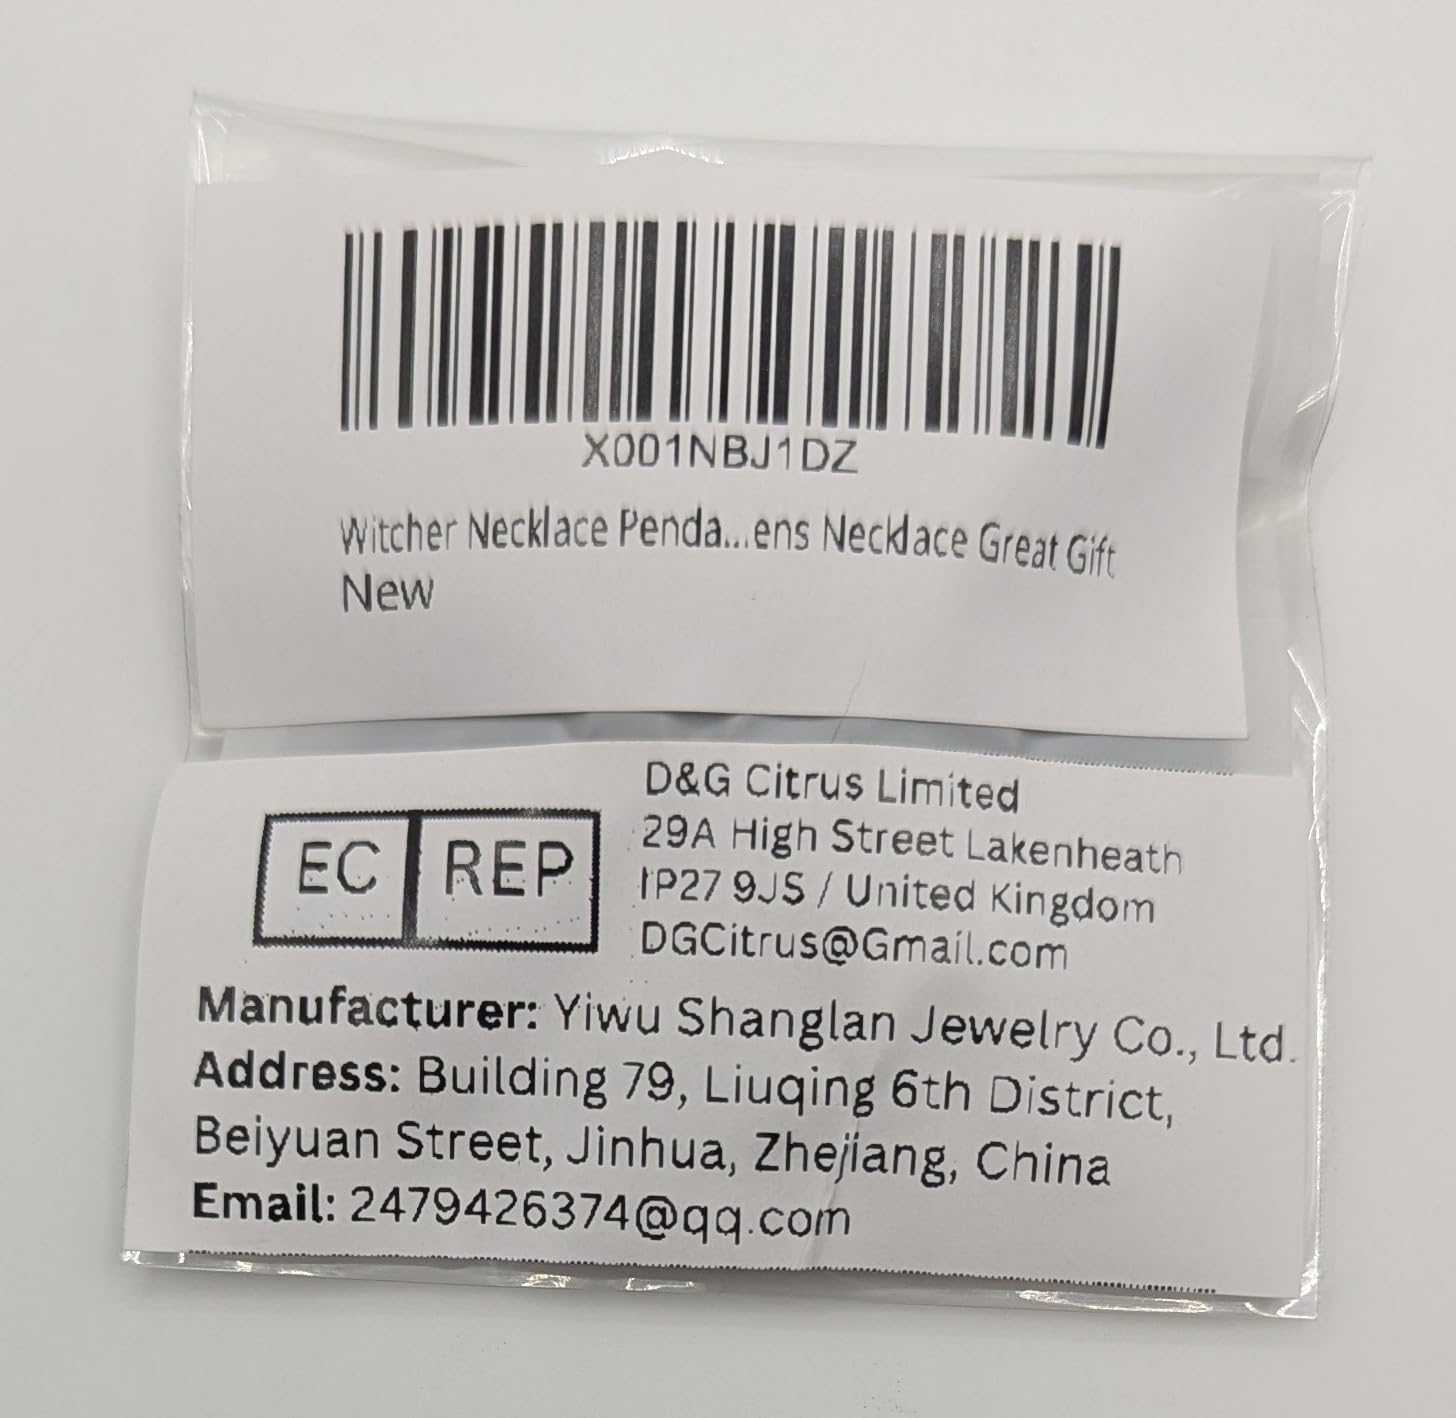 X001NBJ1DZ
Witcher Necklace Penda...ens Necklace Great Gift
New
EC REP
D&G Citrus Limited
29A High Street Lakenheath
IP27 9JS / United Kingdom
DGCitrus@Gmail.com
Manufacturer: Yiwu Shanglan Jewelry Co., Ltd.
Address: Building 79, Liuqing 6th District,
Beiyuan Street, Jinhua, Zhejiang, China
Email: 2479426374@qq.com